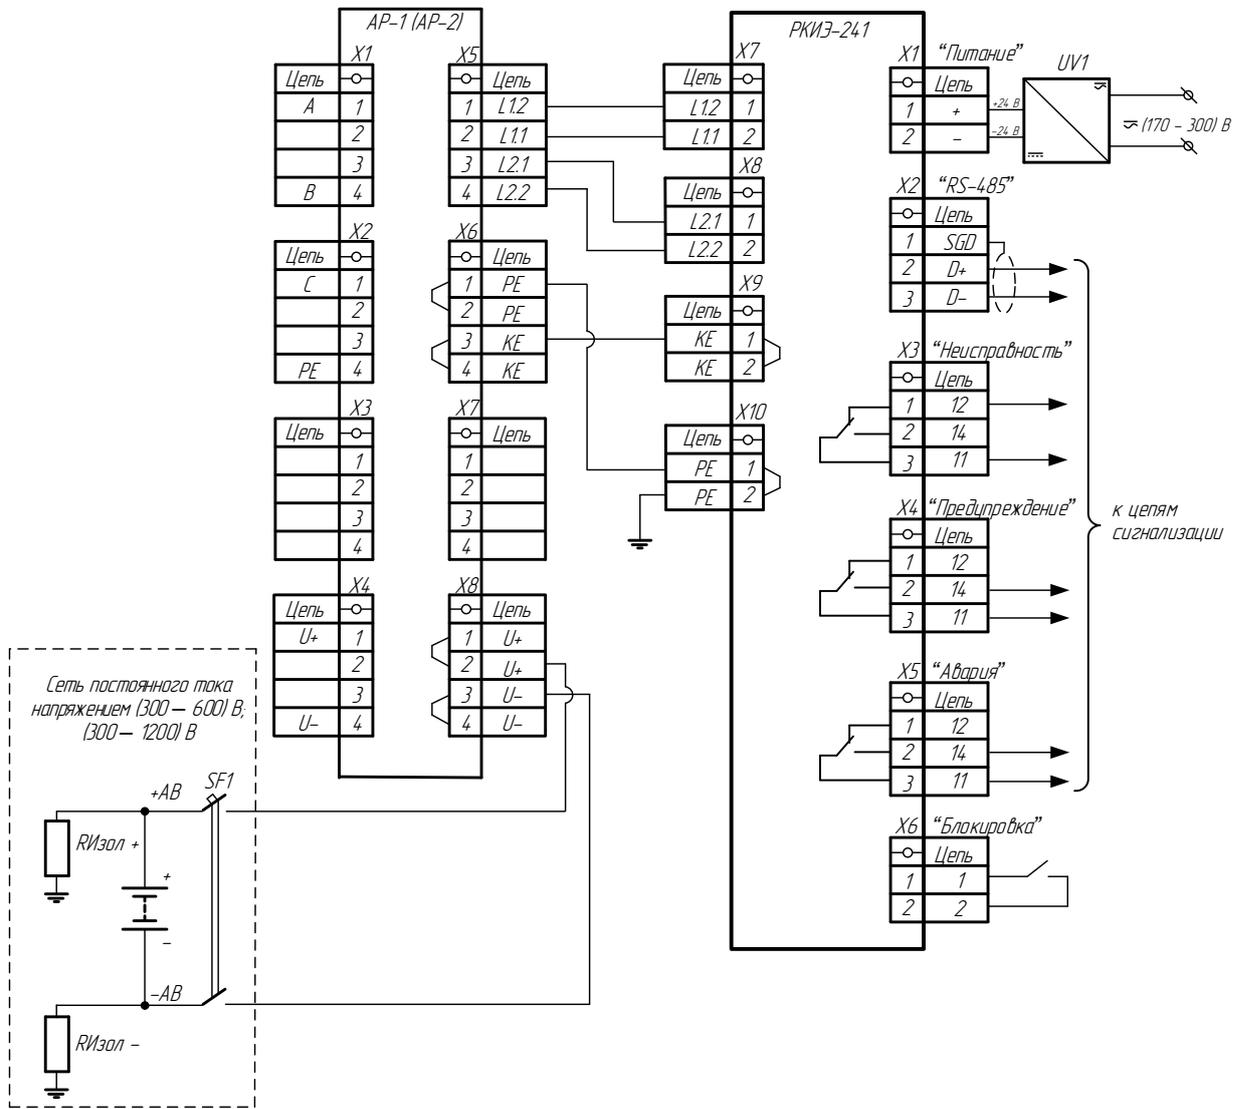 АР-1 (АР-2)
X1
Цепь
A 1
2
3
B 4
X2
Цепь
C 1
2
3
PE 4
X3
Цепь
1
2
3
4
X4
Цепь
U+ 1
2
3
U- 4
X5
Цепь
1 L1.2
2 L1.1
3 L2.1
4 L2.2
X6
Цепь
1 PE
2 PE
3 KE
4 KE
X7
Цепь
1
2
3
4
X8
Цепь
1 U+
2 U+
3 U-
4 U-
РКИЭ-241
X7
Цепь
L1.2 1
L1.1 2
X8
Цепь
L2.1 1
L2.2 2
X9
Цепь
KE 1
KE 2
X10
Цепь
PE 1
PE 2
X1 “Питание”
Цепь
1 + +24 В
2 - -24 В
UV1
(170 - 300) В
X2 “RS-485”
Цепь
1 SGD
2 D+
3 D-
X3 “Неисправность”
Цепь
1 12
2 14
3 11
X4 “Предупреждение”
Цепь
1 12
2 14
3 11
X5 “Авария”
Цепь
1 12
2 14
3 11
X6 “Блокировка”
Цепь
1 1
2 2
к цепям
сигнализации
Сеть постоянного тока
напряжением (300 — 600) В;
(300 — 1200) В
SF1
+АВ
RИзол +
+
-
-АВ
RИзол -